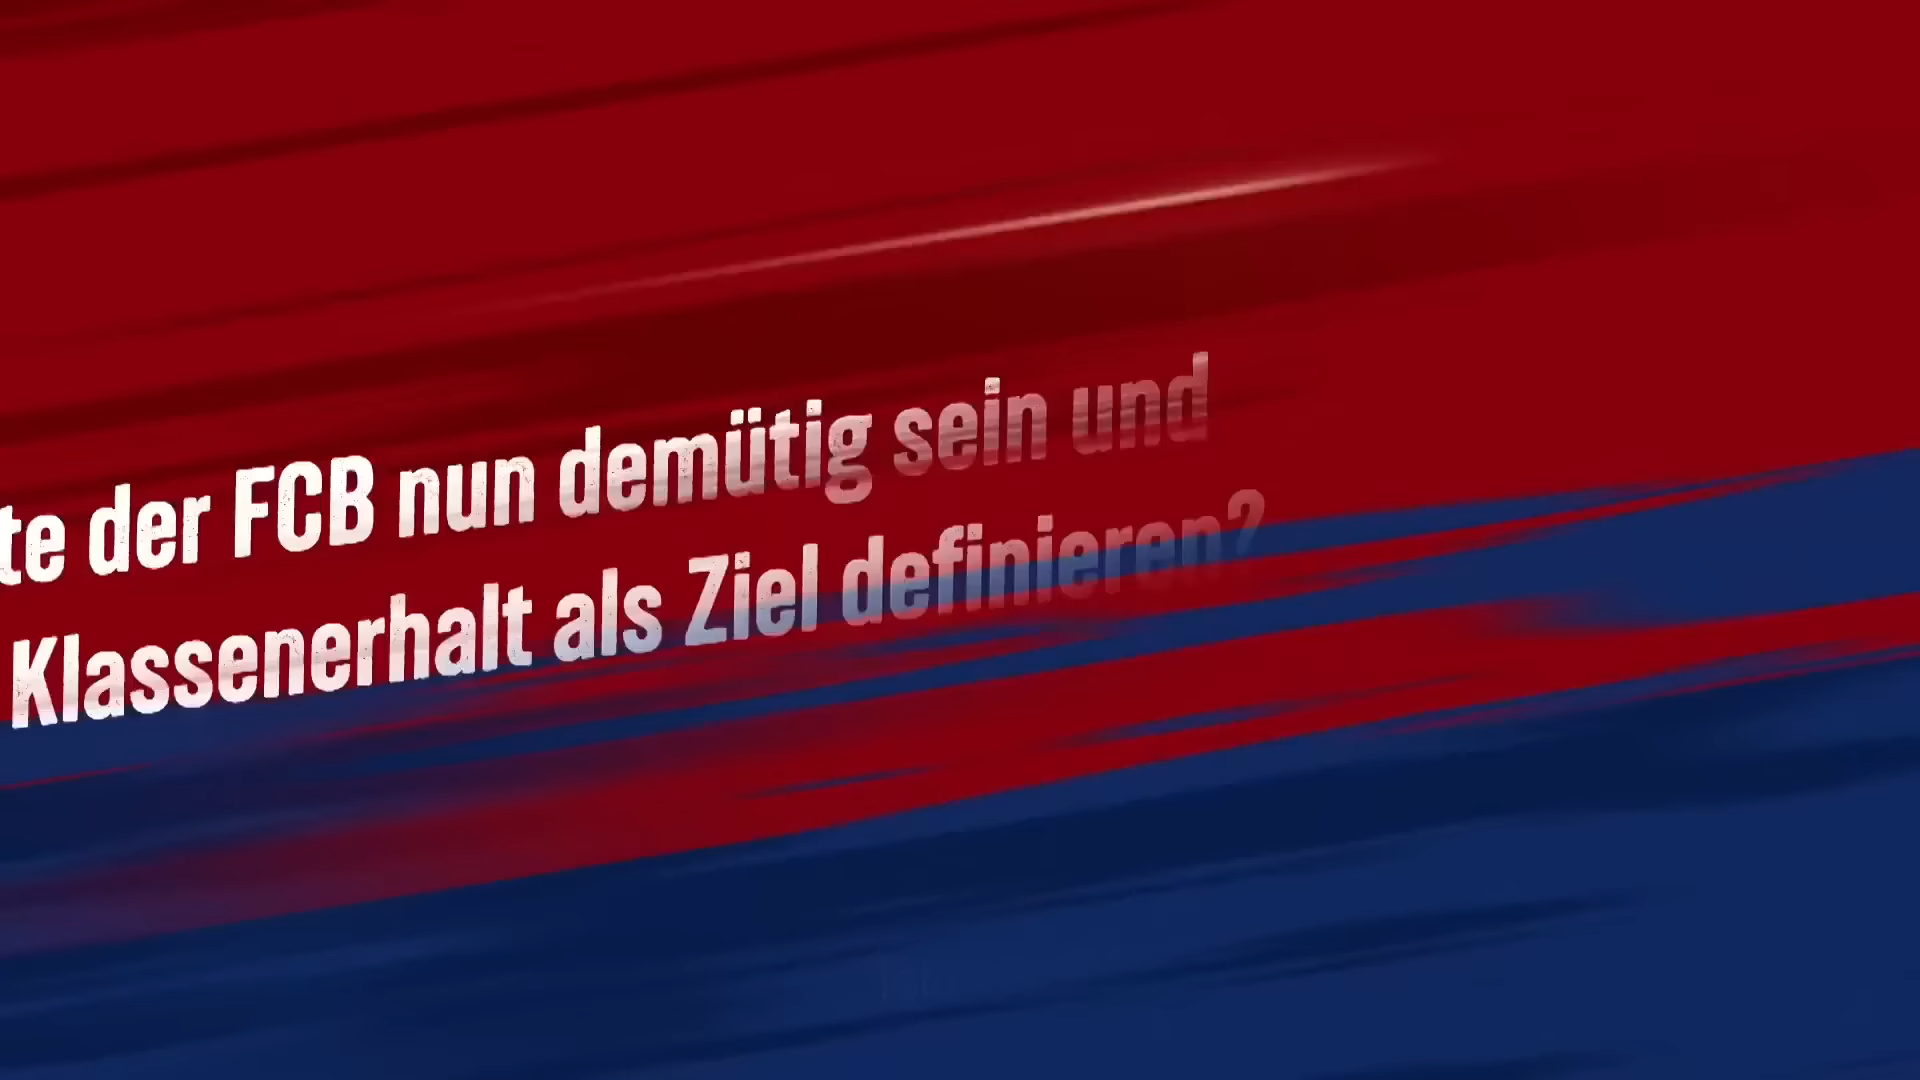 te der FCB nun demütig sein und
Klassenerhalt als Ziel definieren?